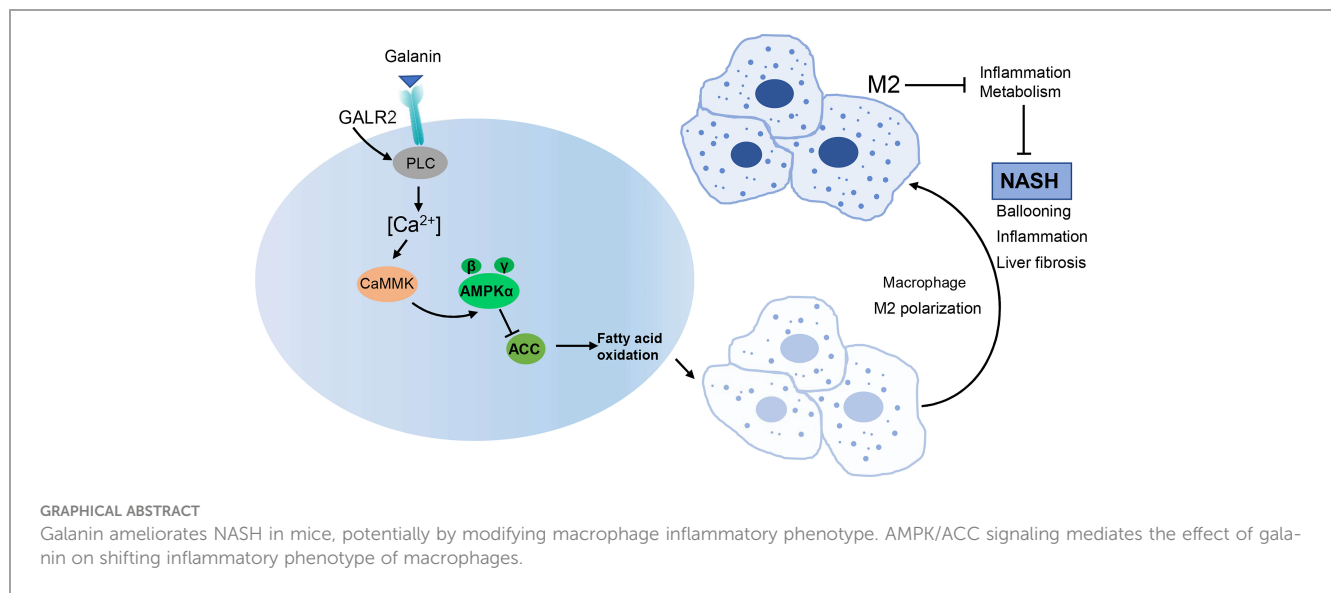 Galanin
GALR2
PLC
[Ca²⁺]
CaMMK
β
γ
AMPKα
ACC
Fatty acid
oxidation
M2
Inflammation
Metabolism
NASH
Ballooning
Inflammation
Liver fibrosis
Macrophage
M2 polarization
GRAPHICAL ABSTRACT
Galanin ameliorates NASH in mice, potentially by modifying macrophage inflammatory phenotype. AMPK/ACC signaling mediates the effect of gala-
nin on shifting inflammatory phenotype of macrophages.